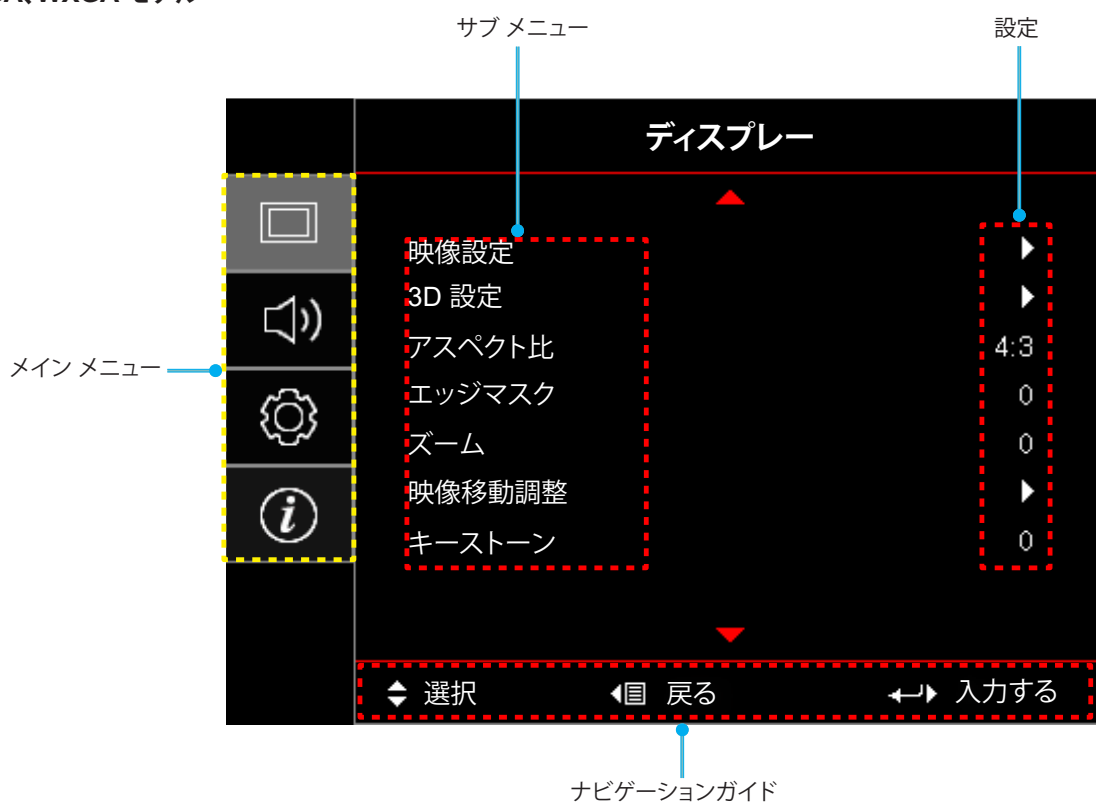 WXGA モデル
サブ メニュー
設定
ディスプレー
映像設定
3D 設定
アスペクト比 4:3
エッジマスク 0
ズーム 0
映像移動調整
キーストーン 0
メイン メニュー
選択 戻る 入力する
ナビゲーションガイド